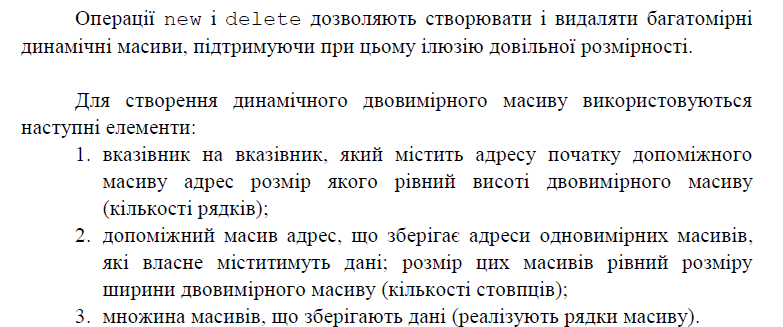 Операції new і delete дозволяють створювати і видаляти багатомірні
динамічні масиви, підтримуючи при цьому ілюзію довільної розмірності.
Для створення динамічного двовимірного масиву використовуються
наступні елементи:
1. вказівник на вказівник, який містить адресу початку допоміжного
масиву адрес розмір якого рівний висоті двовимірного масиву
(кількості рядків);
2. допоміжний масив адрес, що зберігає адреси одновимірних масивів,
які власне міститимуть дані; розмір цих масивів рівний розміру
ширини двовимірного масиву (кількості стовпців);
3. множина масивів, що зберігають дані (реалізують рядки масиву).